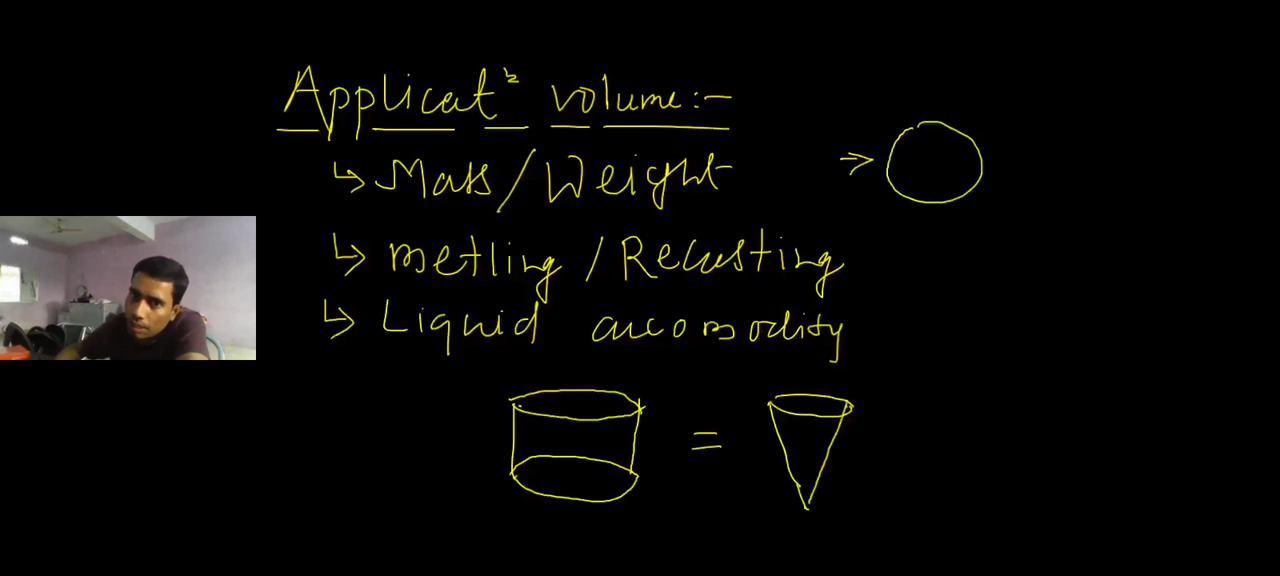 Applicatⁿ volume:-
↳ Mass/Weight
↳ metling / Recasting
↳ Liquid accomodity
=